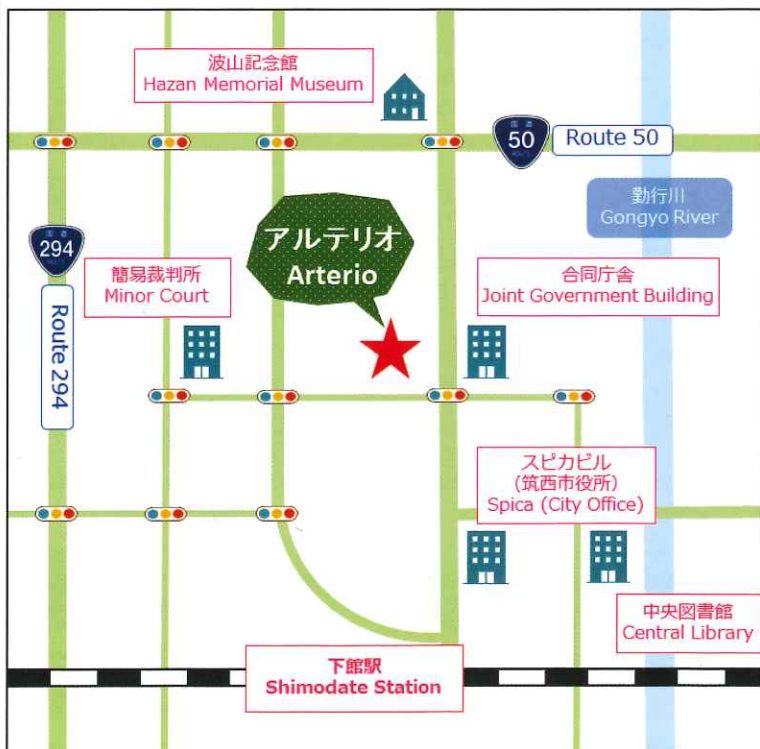 波山記念館
Hazan Memorial Museum
50
Route 50
勤行川
Gongyo River
アルテリオ
Arterio
294
Route 294
簡易裁判所
Minor Court
合同庁舎
Joint Government Building
スピカビル
(筑西市役所)
Spica (City Office)
中央図書館
Central Library
下館駅
Shimodate Station